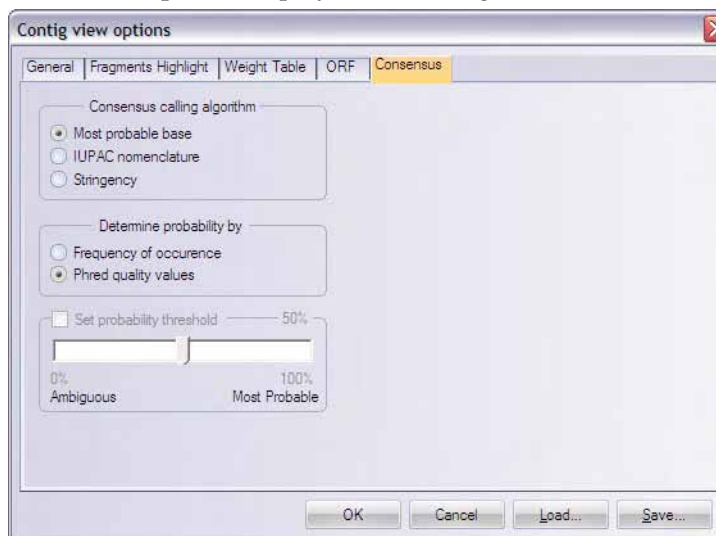 Contig view options
General Fragments Highlight Weight Table ORF Consensus
Consensus calling algorithm
Most probable base
IUPAC nomenclature
Stringency
Determine probability by
Frequency of occurence
Phred quality values
Set probability threshold 50%
0% 100%
Ambiguous Most Probable
OK Cancel Load... Save...